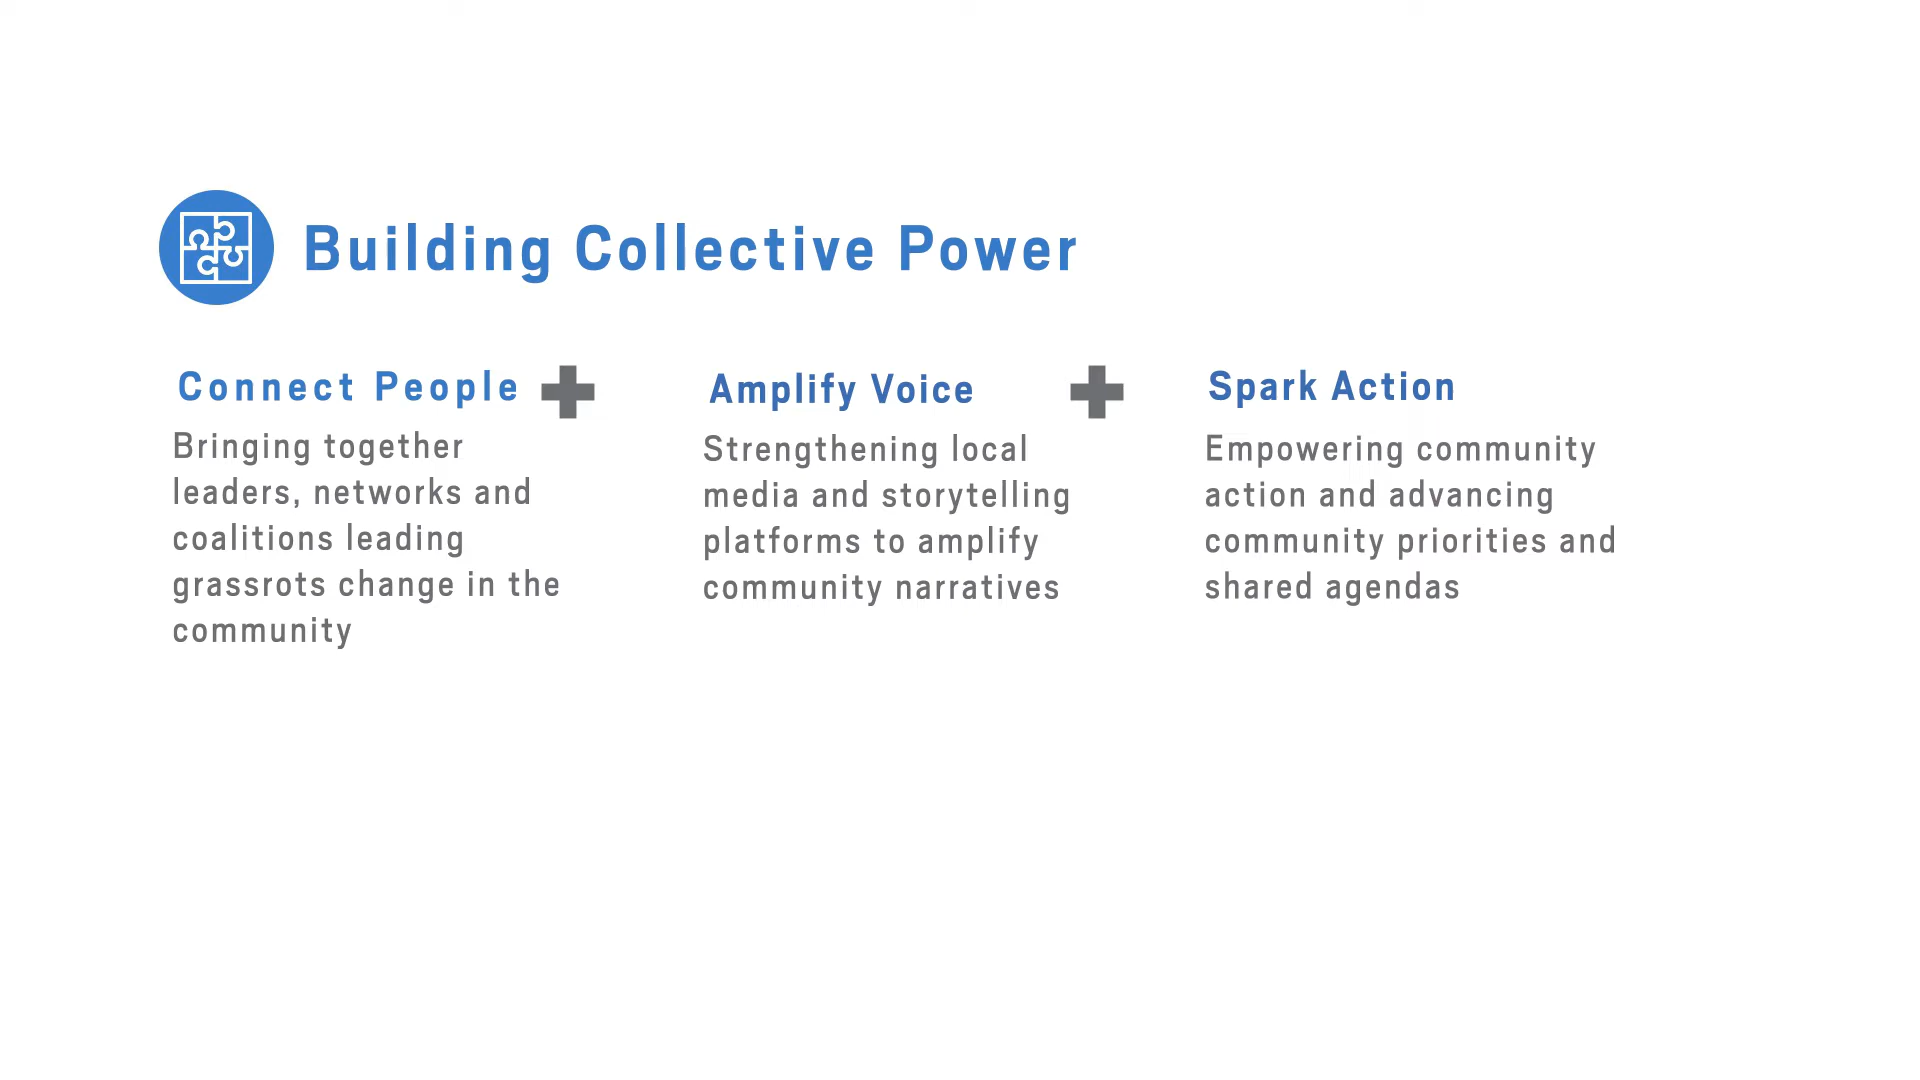 Building Collective Power
Connect People
Bringing together
leaders, networks and
coalitions leading
grassrots change in the
community
Amplify Voice
Strengthening local
media and storytelling
platforms to amplify
community narratives
Spark Action
Empowering community
action and advancing
community priorities and
shared agendas